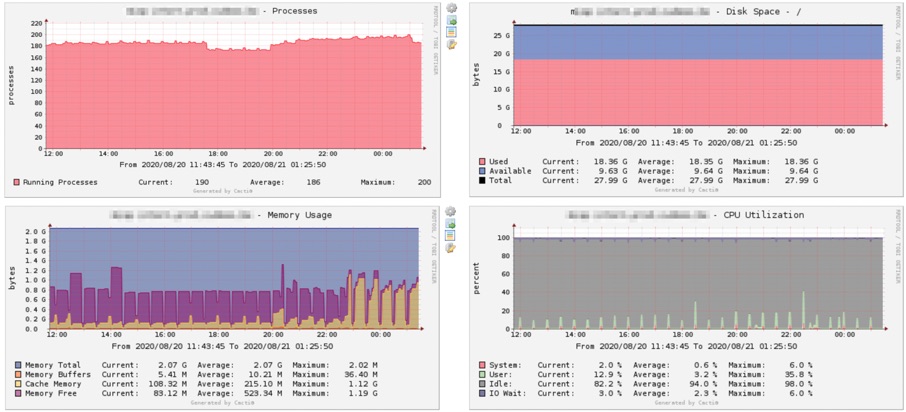 - Processes
220
200
180
160
140
120
100
80
60
40
20
0
processes
12:00 14:00 16:00 18:00 20:00 22:00 00:00
From 2020/08/20 11:43:45 To 2020/08/21 01:25:50
Running Processes Current: 190 Average: 186 Maximum: 200
Generated by Cacti®
RRDTOOL / TOBI OETIKER
- Disk Space - /
25 G
20 G
15 G
10 G
5 G
0
bytes
12:00 14:00 16:00 18:00 20:00 22:00 00:00
From 2020/08/20 11:43:45 To 2020/08/21 01:25:50
Used Current: 18.36 G Average: 18.35 G Maximum: 18.36 G
Available Current: 9.63 G Average: 9.64 G Maximum: 9.64 G
Total Current: 27.99 G Average: 27.99 G Maximum: 27.99 G
Generated by Cacti®
RRDTOOL / TOBI OETIKER
- Memory Usage
2.0 G
1.8 G
1.6 G
1.4 G
1.2 G
1.0 G
0.8 G
0.6 G
0.4 G
0.2 G
0.0
bytes
12:00 14:00 16:00 18:00 20:00 22:00 00:00
From 2020/08/20 11:43:45 To 2020/08/21 01:25:50
Memory Total Current: 2.07 G Average: 2.07 G Maximum: 2.02 M
Memory Buffers Current: 5.41 M Average: 10.21 M Maximum: 36.40 M
Cache Memory Current: 108.32 M Average: 215.10 M Maximum: 1.12 G
Memory Free Current: 83.12 M Average: 523.34 M Maximum: 1.19 G
Generated by Cacti®
RRDTOOL / TOBI OETIKER
- CPU Utilization
100
80
60
40
20
0
percent
12:00 14:00 16:00 18:00 20:00 22:00 00:00
From 2020/08/20 11:43:45 To 2020/08/21 01:25:50
System: Current: 2.0 % Average: 0.6 % Maximum: 6.0 %
User: Current: 12.9 % Average: 3.2 % Maximum: 35.8 %
Idle: Current: 82.2 % Average: 94.0 % Maximum: 98.0 %
IO Wait: Current: 3.0 % Average: 2.3 % Maximum: 6.0 %
Generated by Cacti®
RRDTOOL / TOBI OETIKER